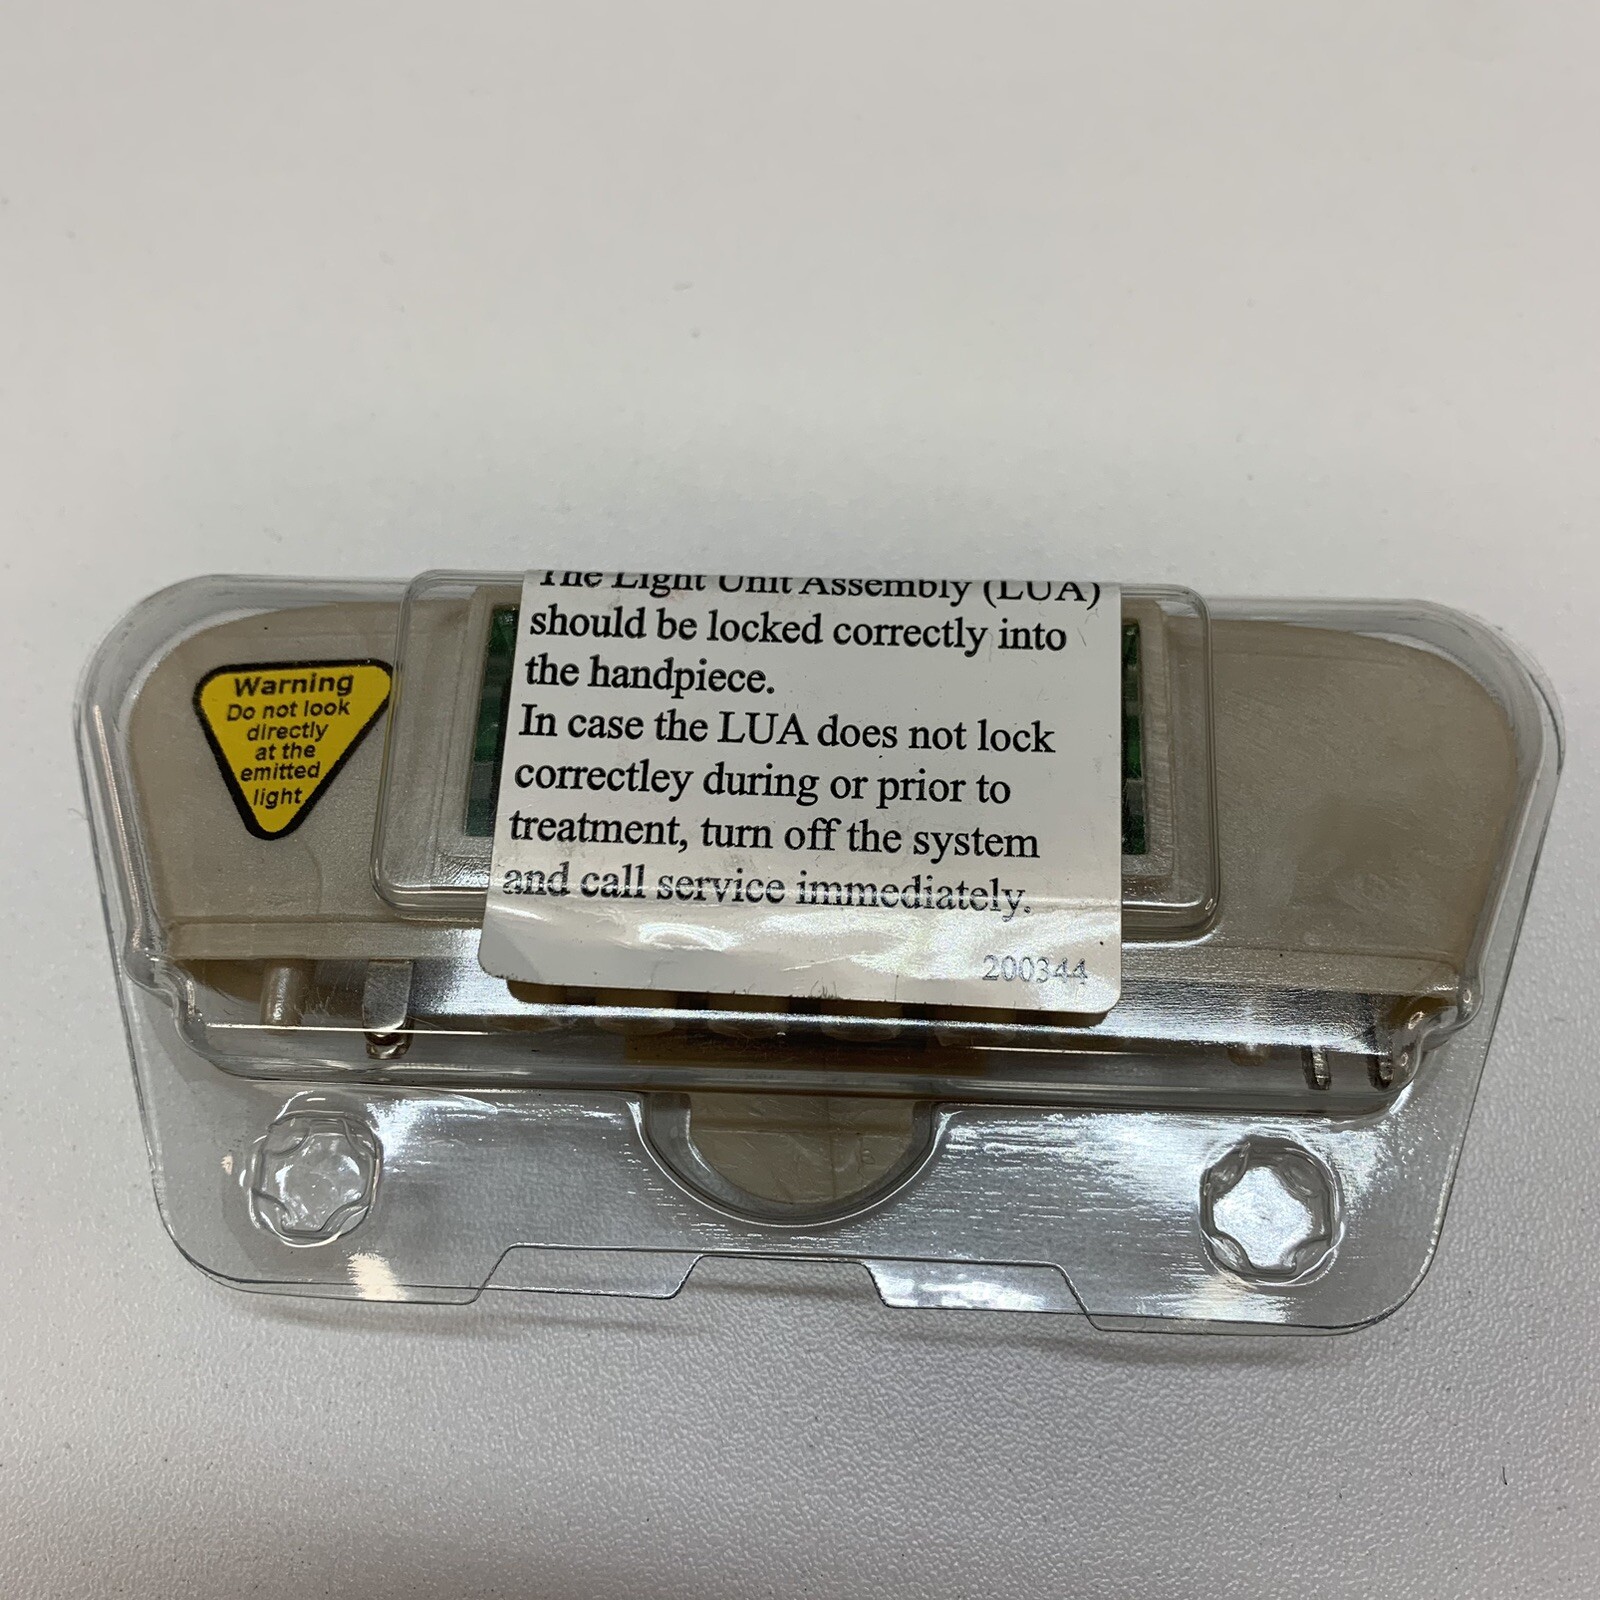 Warning
Do not look
directly
at the
emitted
light
The Light Unit Assembly (LUA)
should be locked correctly into
the handpiece.
In case the LUA does not lock
correctley during or prior to
treatment, turn off the system
and call service immediately.
200344